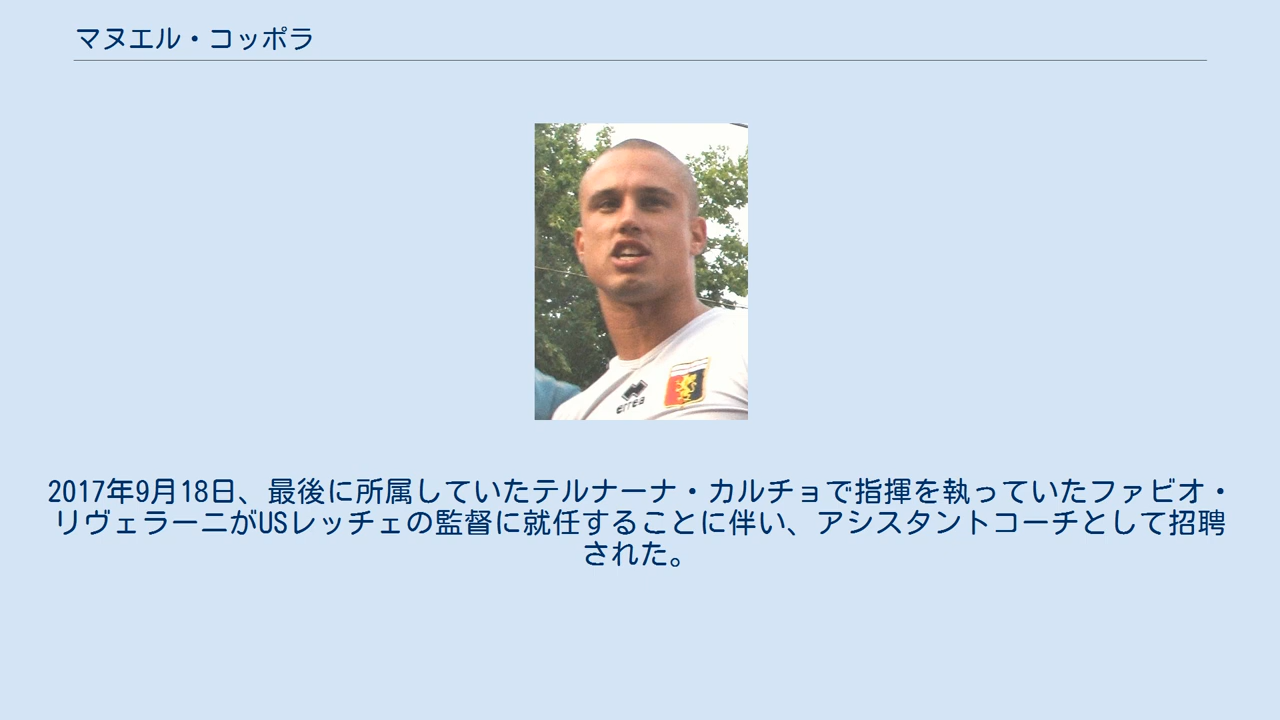 マヌエル・コッポラ
errea
2017年9月18日、最後に所属していたテルナーナ・カルチョで指揮を執っていたファビオ・
リヴェラーニがUSレッチェの監督に就任することに伴い、アシスタントコーチとして招聘
された。